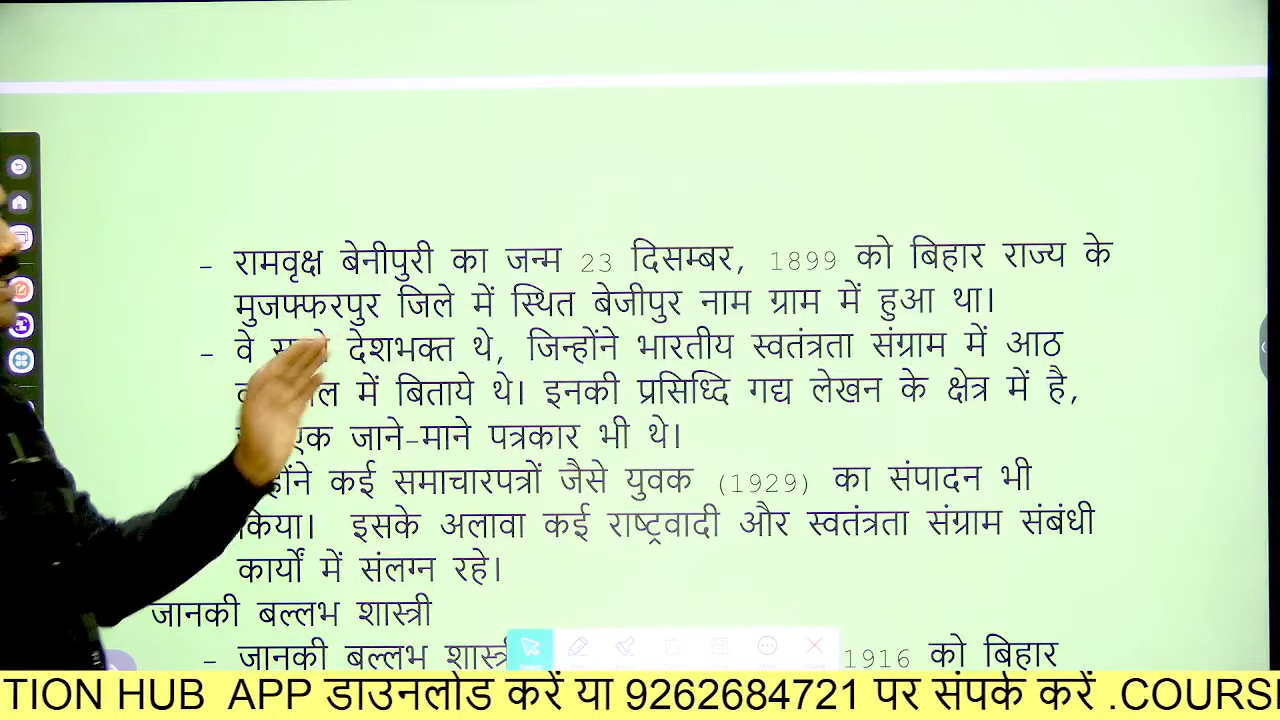 - रामवृक्ष बेनीपुरी का जन्म 23 दिसम्बर, 1899 को बिहार राज्य के
मुजफ्फरपुर जिले में स्थित बेजीपुर नाम ग्राम में हुआ था।
- वे देशभक्त थे, जिन्होंने भारतीय स्वतंत्रता संग्राम में आठ
में बिताये थे। इनकी प्रसिध्दि गद्य लेखन के क्षेत्र में है,
एक जाने-माने पत्रकार भी थे।
कई समाचारपत्रों जैसे युवक (1929) का संपादन भी
किया। इसके अलावा कई राष्ट्रवादी और स्वतंत्रता संग्राम संबंधी
कार्यो में संलग्न रहे।
जानकी बल्लभ शास्त्री
- जानकी बल्लभ शास्त्री 1916 को बिहार
TION HUB APP डाउनलोड करें या 9262684721 पर संपर्क करें .COURS